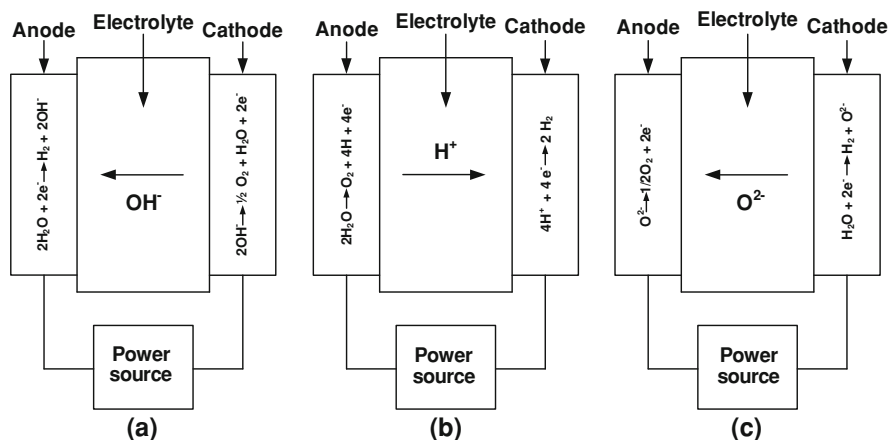 Anode
Electrolyte
Cathode
2H₂O + 2e⁻→H₂ + 2OH⁻
OH⁻
2OH⁻→ ½ O₂ + H₂O + 2e⁻
Power
source
(a)
Anode
Electrolyte
Cathode
2H₂O→O₂ + 4H + 4e⁻
H⁺
4H⁺ + 4 e⁻→2 H₂
Power
source
(b)
Anode
Electrolyte
Cathode
O²⁻→1/2O₂ + 2e⁻
O²⁻
H₂O + 2e⁻→H₂ + O²⁻
Power
source
(c)